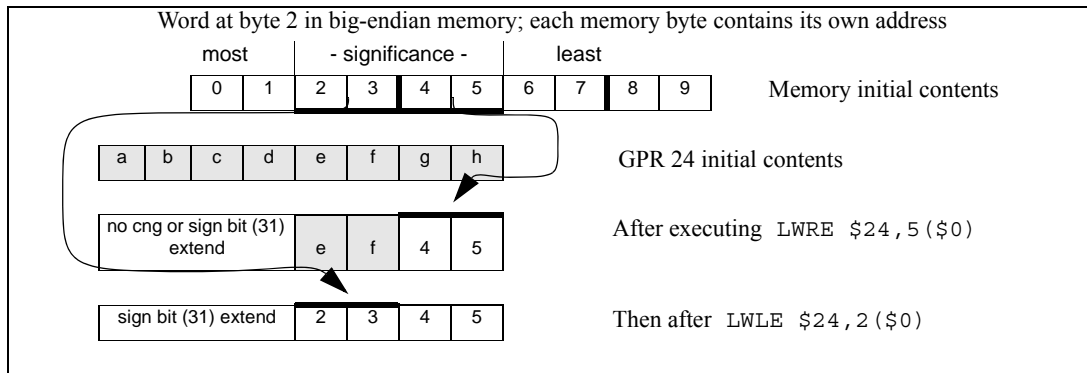 Word at byte 2 in big-endian memory; each memory byte contains its own address
most - significance - least
0 1 2 3 4 5 6 7 8 9 Memory initial contents
a b c d e f g h GPR 24 initial contents
no cng or sign bit (31)
extend e f 4 5 After executing LWRE $24,5($0)
sign bit (31) extend 2 3 4 5 Then after LWLE $24,2($0)